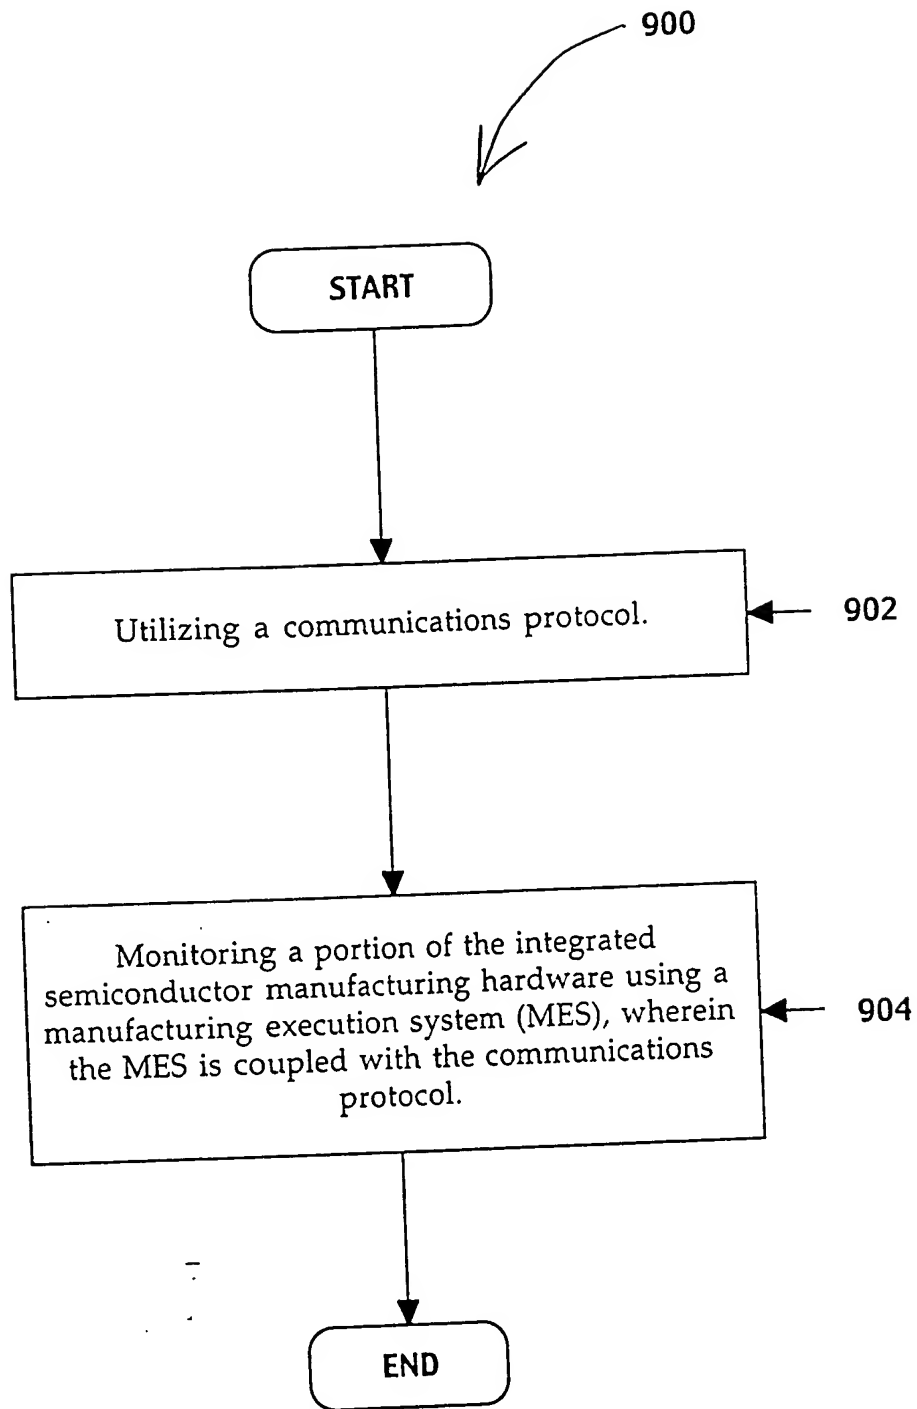 900
START
Utilizing a communications protocol.
902
Monitoring a portion of the integrated
semiconductor manufacturing hardware using a
manufacturing execution system (MES), wherein
the MES is coupled with the communications
protocol.
904
END